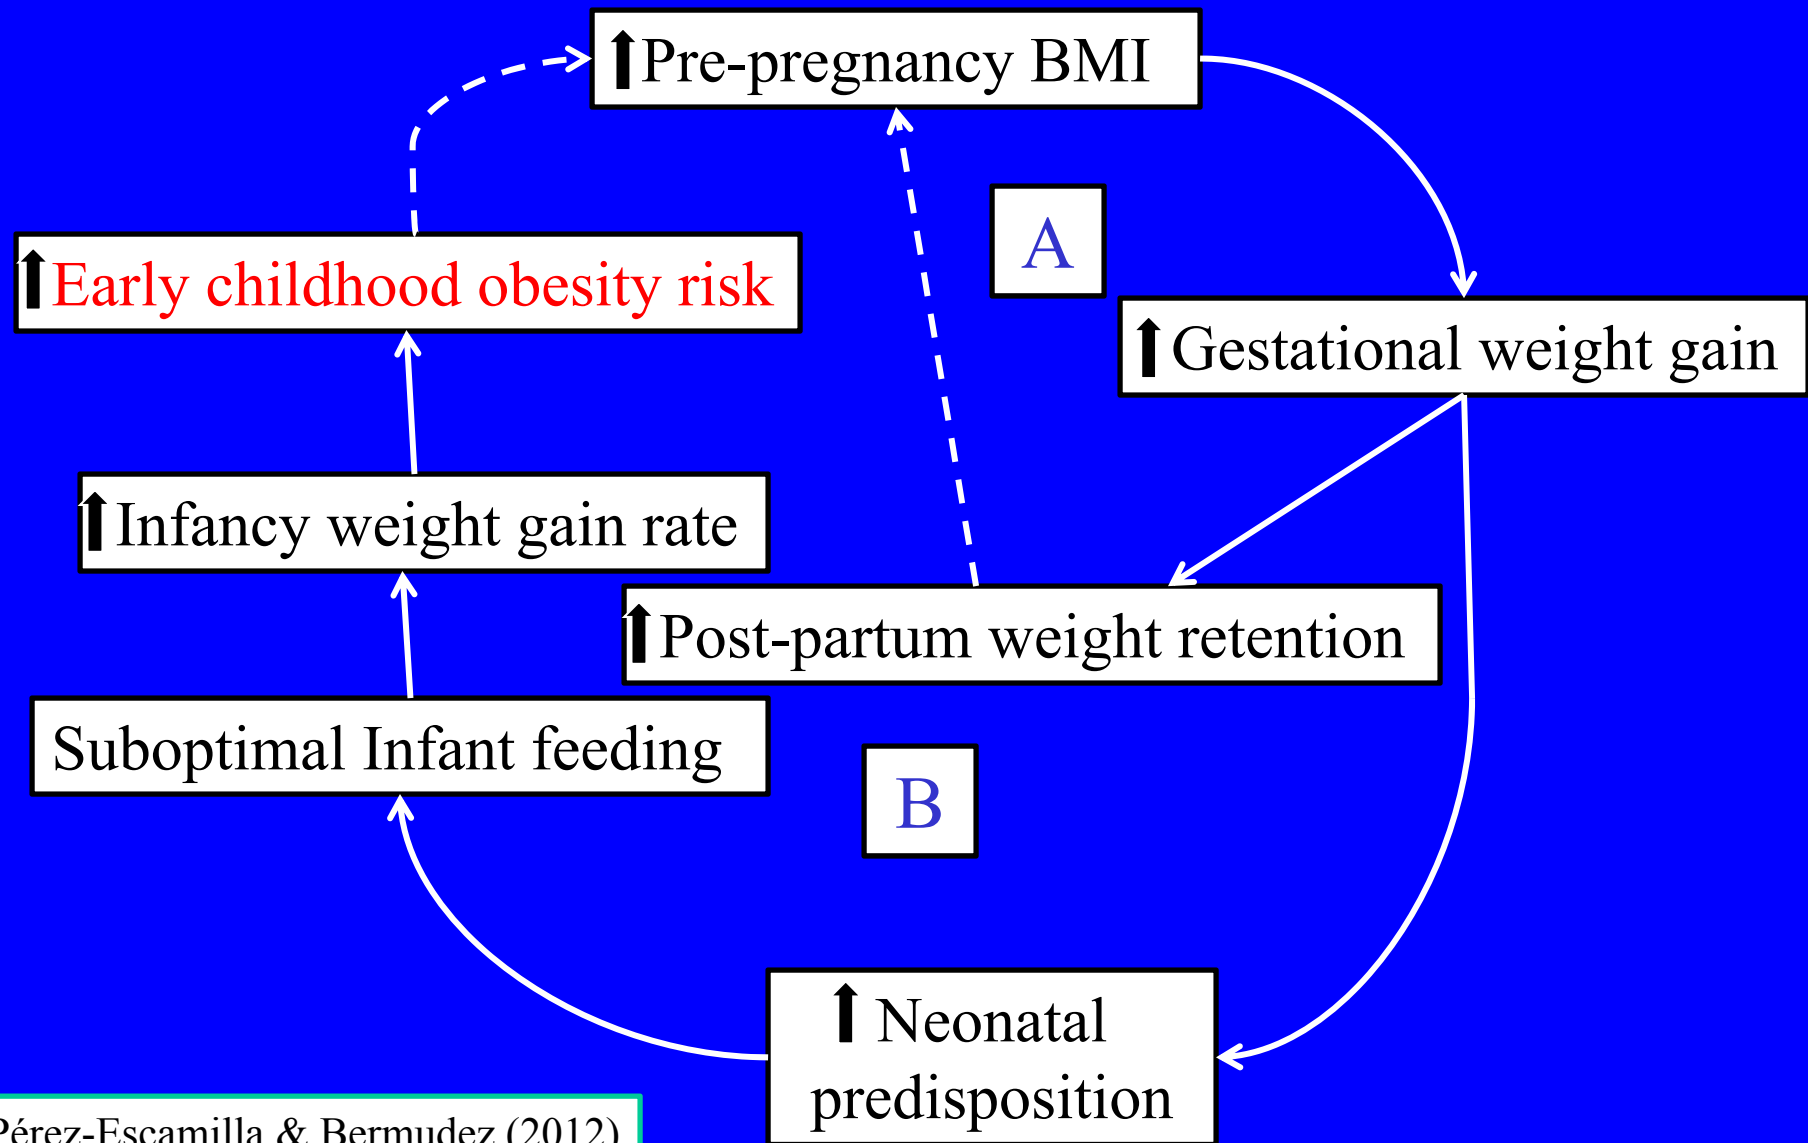 Pre-pregnancy BMI
A
Early childhood obesity risk
Gestational weight gain
Infancy weight gain rate
Post-partum weight retention
Suboptimal Infant feeding
B
Neonatal
predisposition
Pérez-Escamilla & Bermudez (2012)